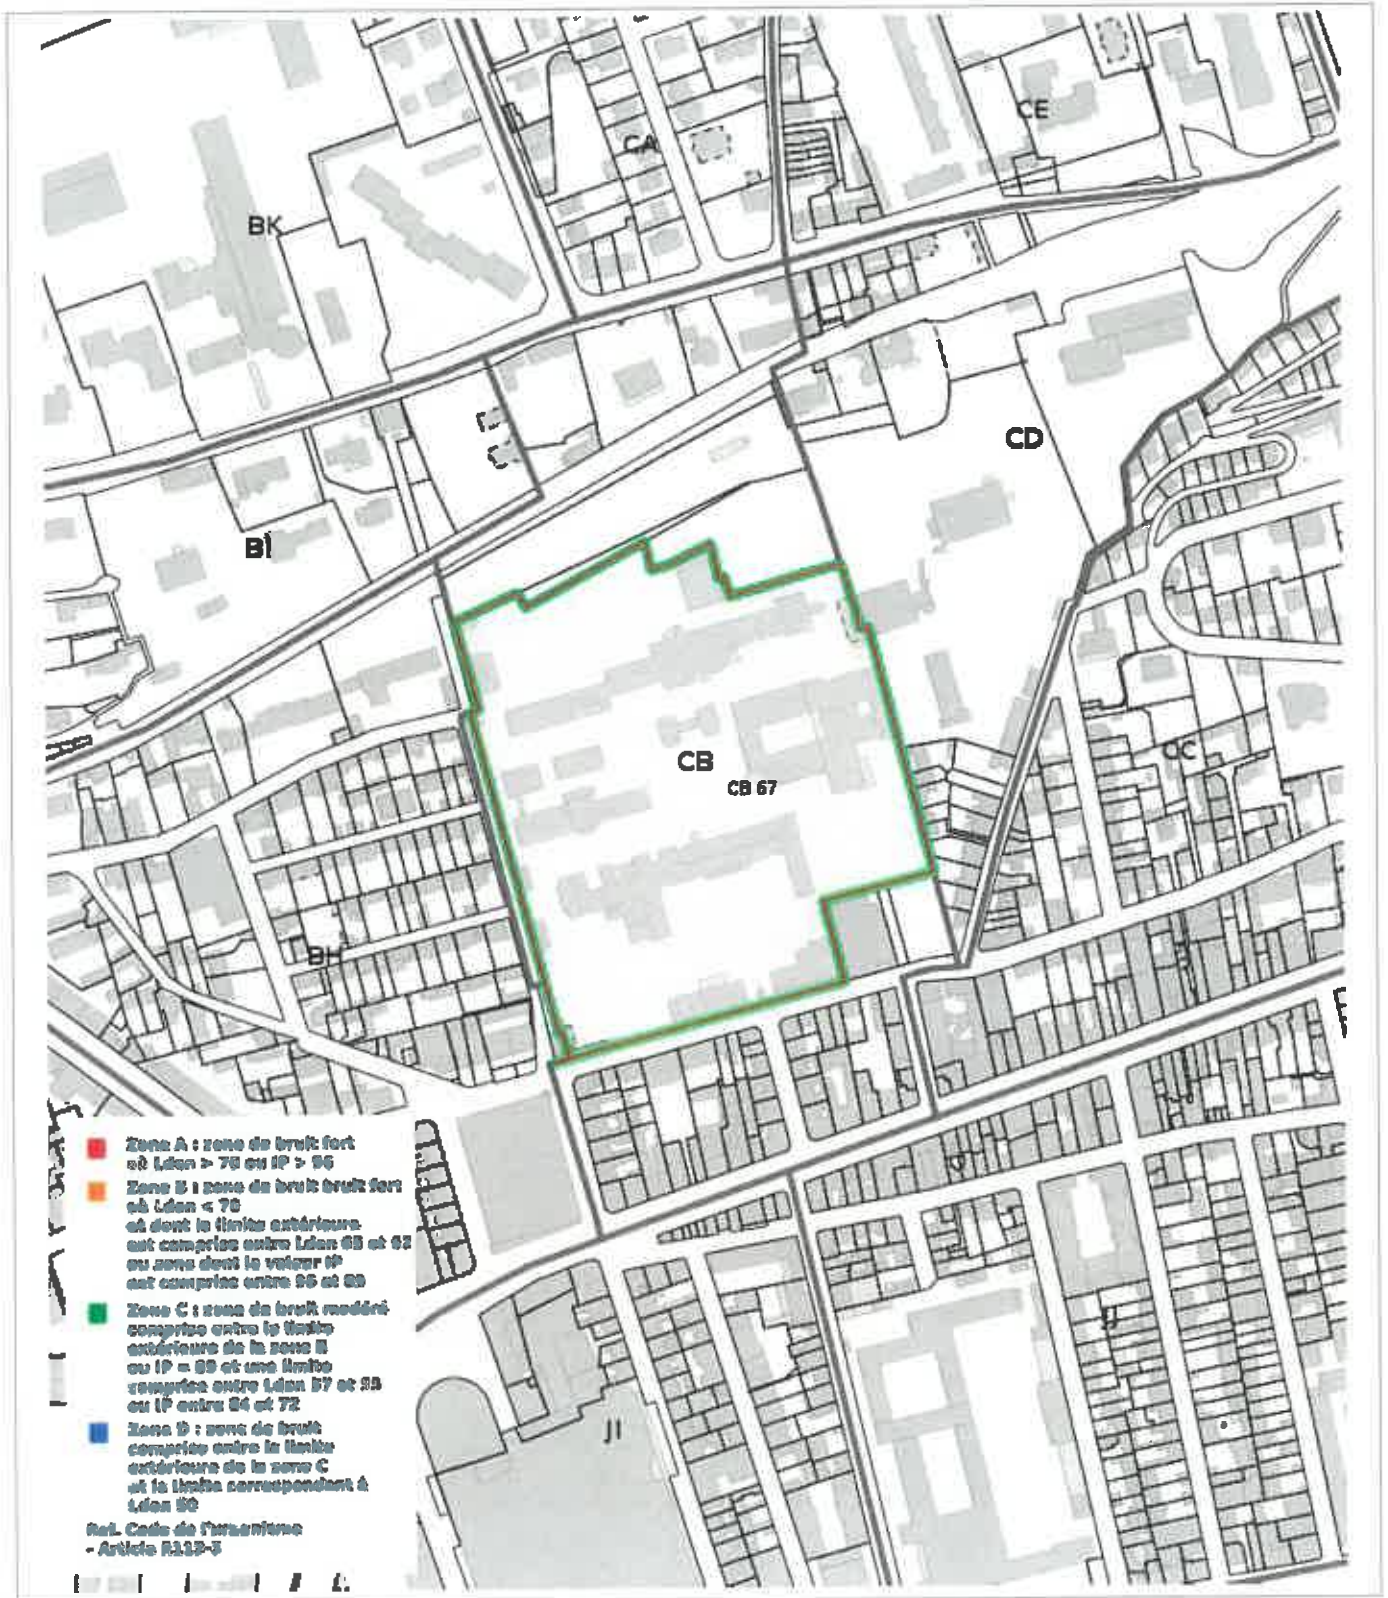 CE
CA
BK
CD
BI
CB
CB 67
CC
BH
Zone A : zone de bruit fort
où Lden > 70 ou IP > 96
Zone B : zone de bruit bruit fort
où Lden < 70
et dont la limite extérieure
est comprise entre Lden 65 et 62
ou zone dont la valeur IP
est comprise entre 96 et 89
Zone C : zone de bruit modéré
comprise entre la limite
extérieure de la zone B
ou IP = 89 et une limite
comprise entre Lden 57 et 55
ou IP entre 84 et 72
Zone D : zone de bruit
comprise entre la limite
extérieure de la zone C
et la limite correspondant à
Lden 50
Ref. Code de l'urbanisme
- Article R112-3
JI